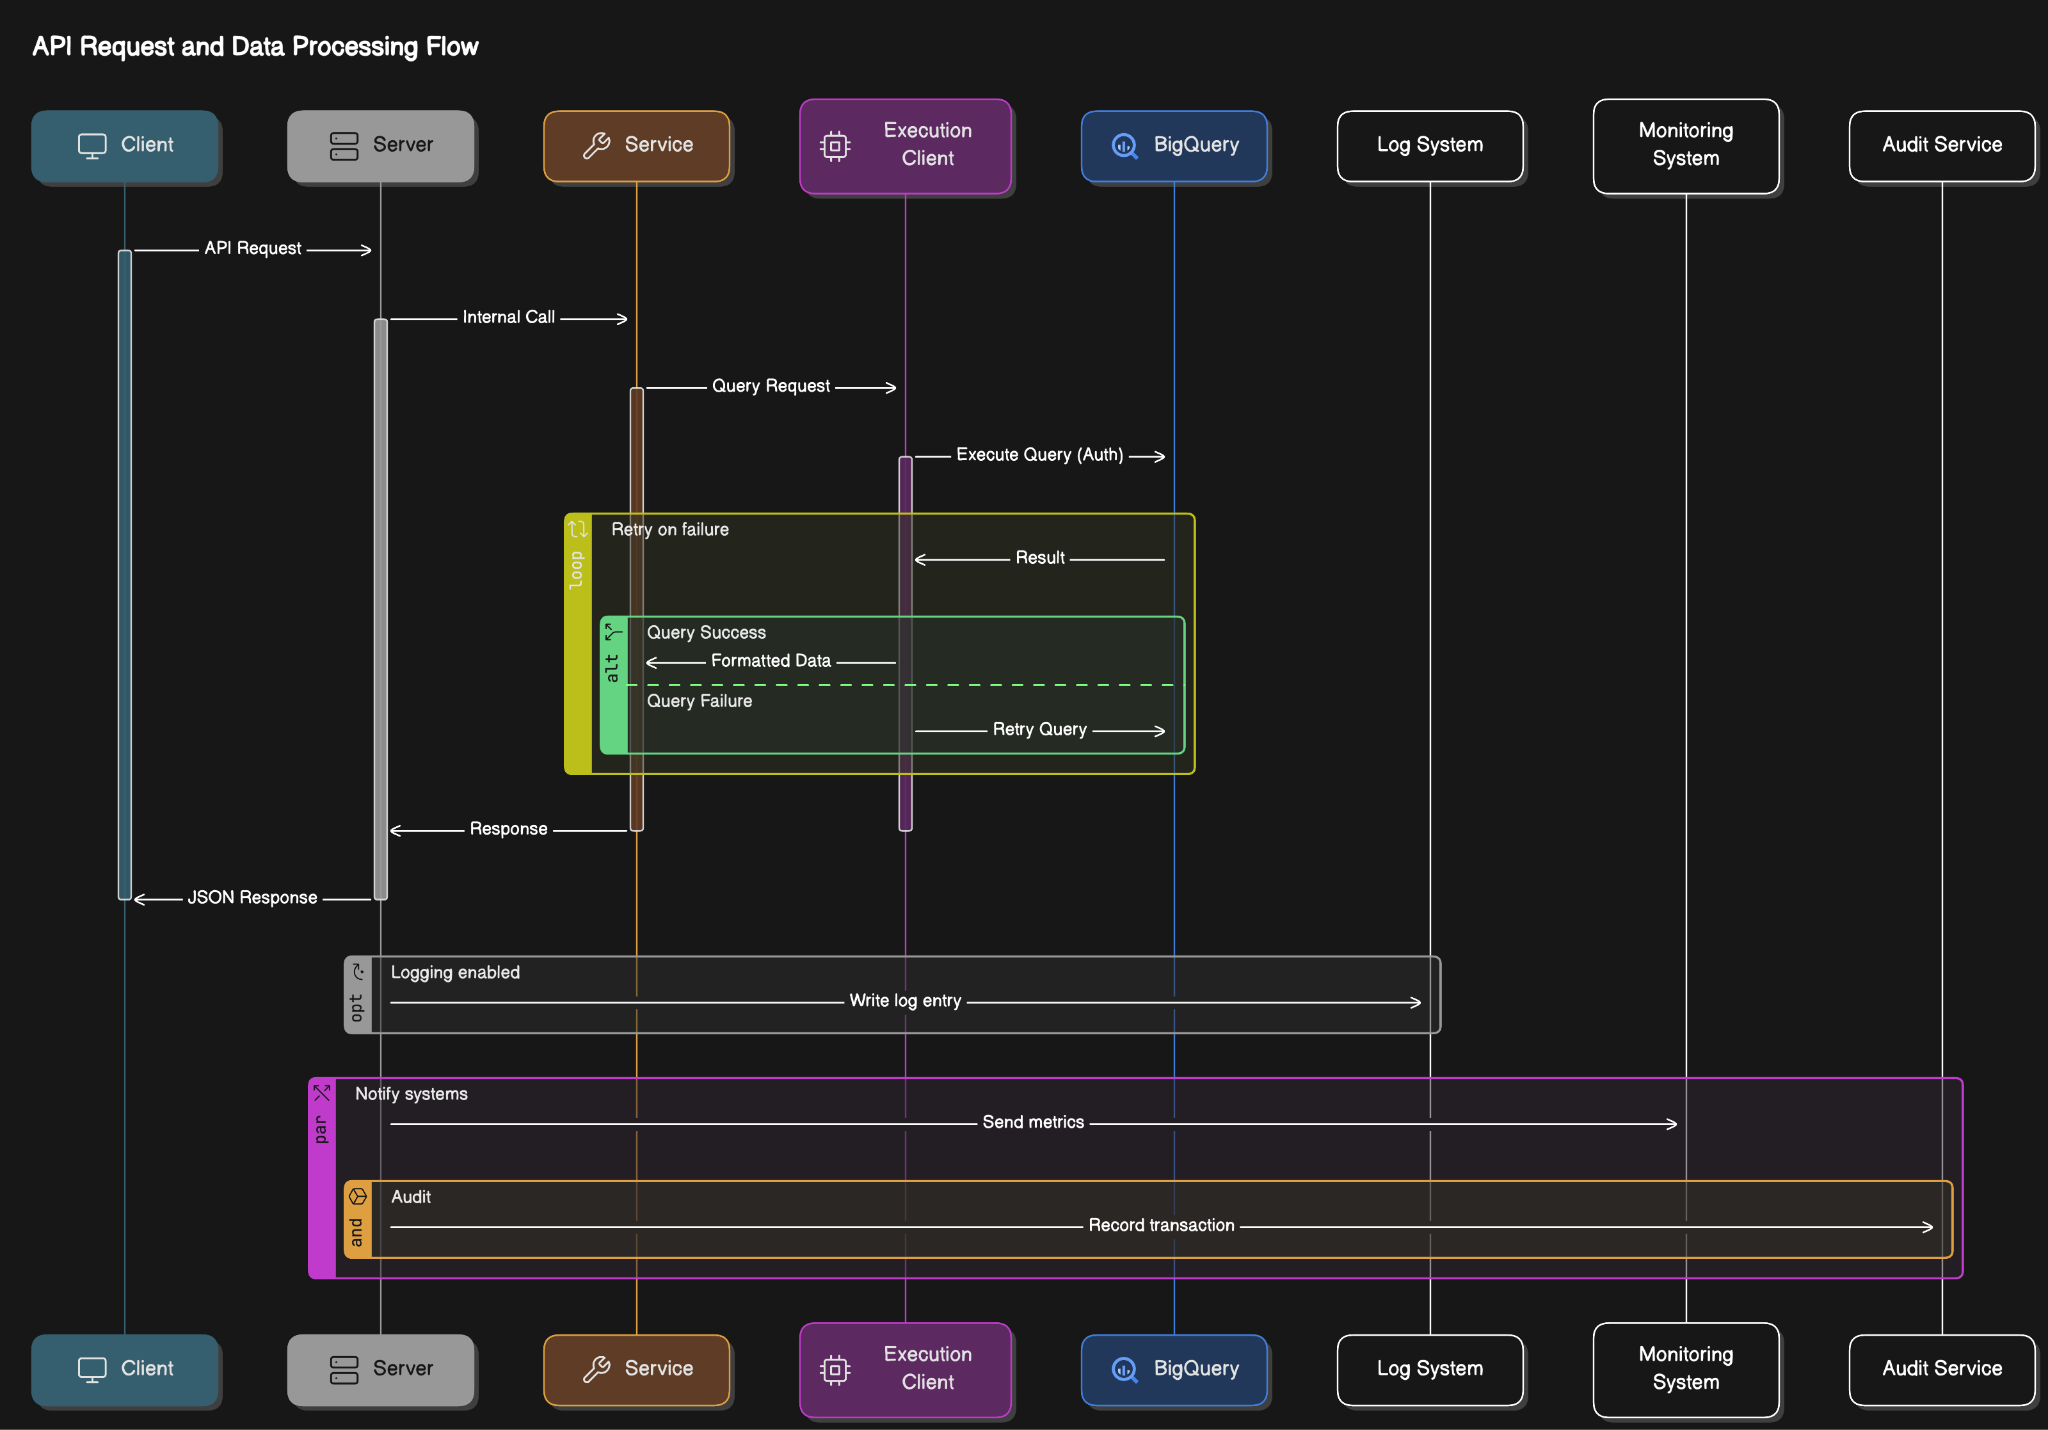 API Request and Data Processing Flow
Client
Server
Service
Execution
Client
BigQuery
Log System
Monitoring
System
Audit Service
API Request
Internal Call
Query Request
Execute Query (Auth)
loop
Retry on failure
Result
alt
Query Success
Formatted Data
Query Failure
Retry Query
Response
JSON Response
opt
Logging enabled
Write log entry
par
Notify systems
Send metrics
and
Audit
Record transaction
Client
Server
Service
Execution
Client
BigQuery
Log System
Monitoring
System
Audit Service